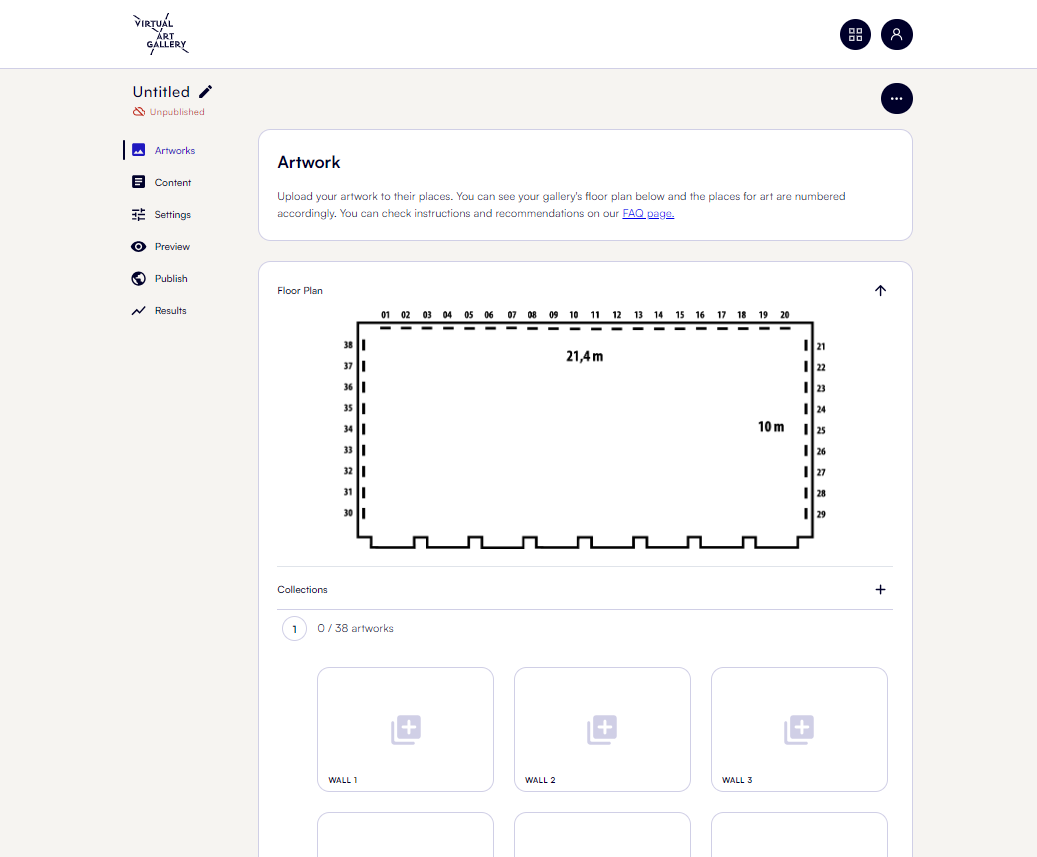 VIRTUAL
ART
GALLERY
Untitled
Unpublished
Artworks
Content
Settings
Preview
Publish
Results
Artwork
Upload your artwork to their places. You can see your gallery's floor plan below and the places for art are numbered
accordingly. You can check instructions and recommendations on our FAQ page.
Floor Plan
01 02 03 04 05 06 07 08 09 10 11 12 13 14 15 16 17 18 19 20
38 21
21,4 m
37 22
36 23
35 24
34 10 m 25
33 26
32 27
31 28
30 29
Collections
1 0 / 38 artworks
WALL 1 WALL 2 WALL 3